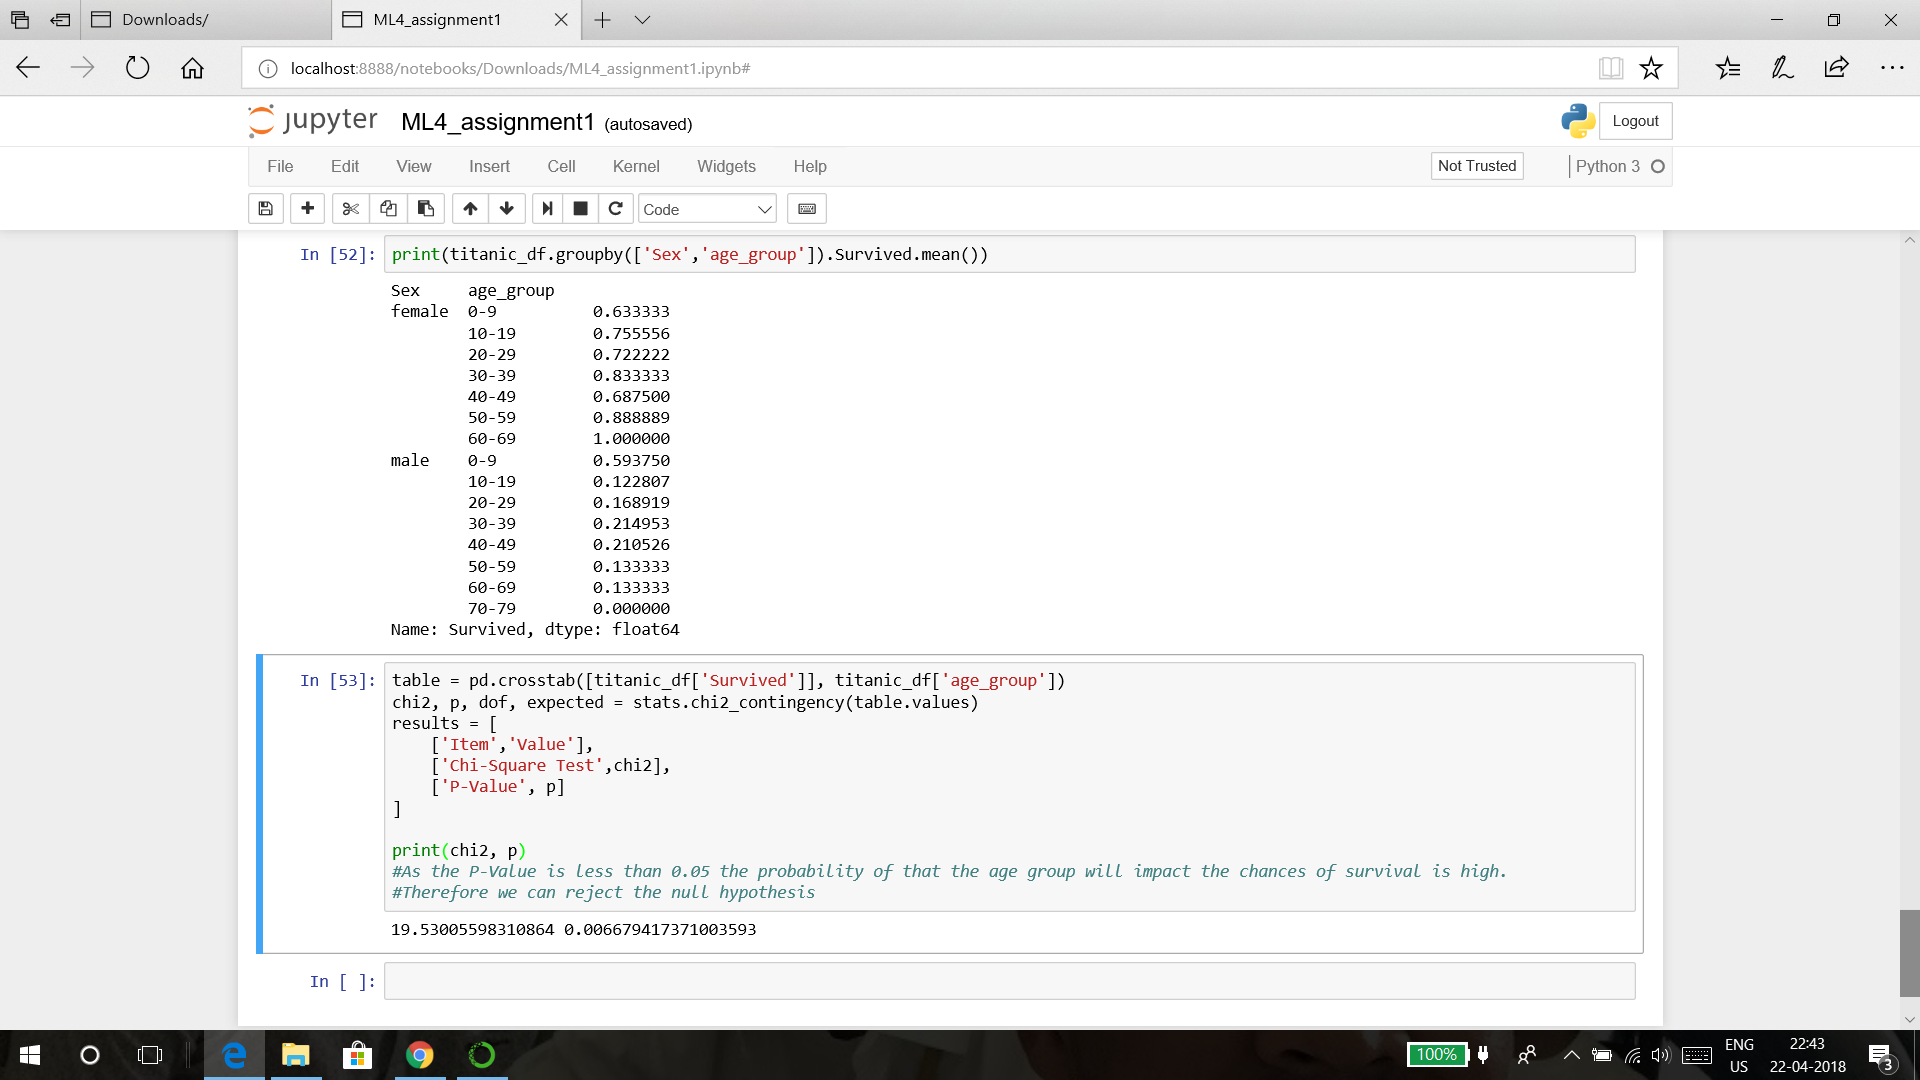 Downloads/
ML4_assignment1
localhost:8888/notebooks/Downloads/ML4_assignment1.ipynb#
jupyter ML4_assignment1 (autosaved)
Logout
File Edit View Insert Cell Kernel Widgets Help
Not Trusted
Python 3
Code
In [52]: print(titanic_df.groupby(['Sex','age_group']).Survived.mean())
Sex     age_group
female  0-9          0.633333
        10-19        0.755556
        20-29        0.722222
        30-39        0.833333
        40-49        0.687500
        50-59        0.888889
        60-69        1.000000
male    0-9          0.593750
        10-19        0.122807
        20-29        0.168919
        30-39        0.214953
        40-49        0.210526
        50-59        0.133333
        60-69        0.133333
        70-79        0.000000
Name: Survived, dtype: float64
In [53]: table = pd.crosstab([titanic_df['Survived']], titanic_df['age_group'])
chi2, p, dof, expected = stats.chi2_contingency(table.values)
results = [
    ['Item','Value'],
    ['Chi-Square Test',chi2],
    ['P-Value', p]
]
print(chi2, p)
#As the P-Value is less than 0.05 the probability of that the age group will impact the chances of survival is high.
#Therefore we can reject the null hypothesis
19.53005598310864 0.006679417371003593
In [ ]:
100%
ENG
US
22:43
22-04-2018
3